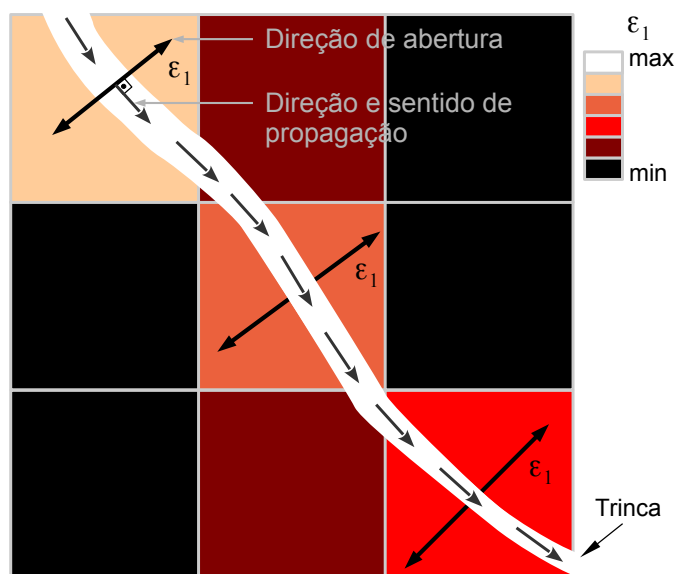 ε1
max
min
Direção de abertura
ε1
Direção e sentido de
propagação
ε1
ε1
Trinca